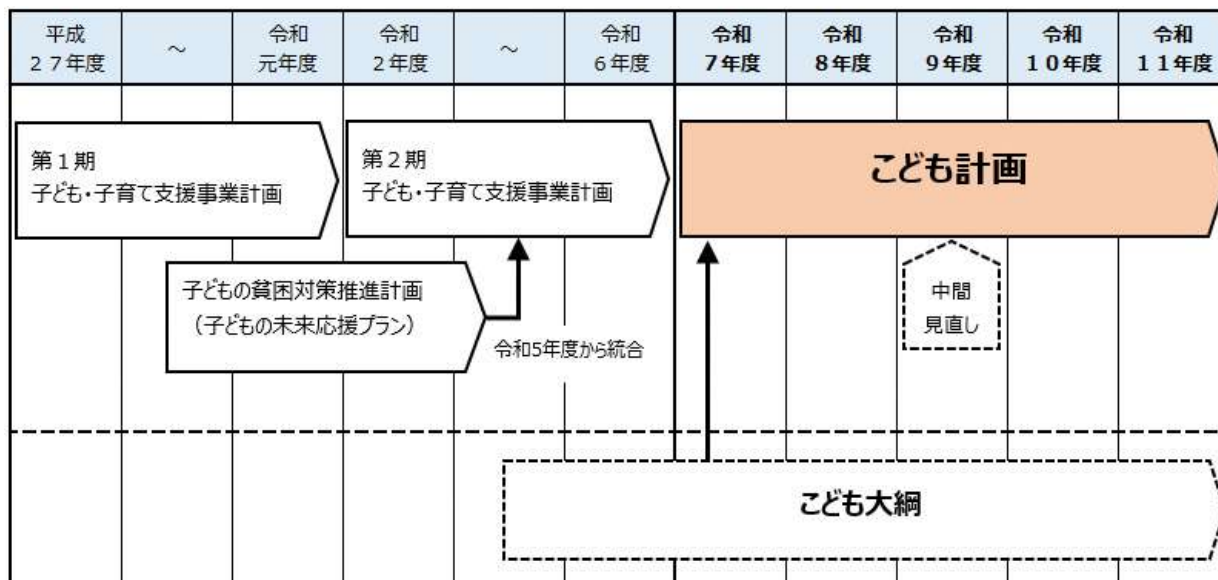 平成
２７年度
～
令和
元年度
令和
２年度
～
令和
６年度
令和
７年度
令和
８年度
令和
９年度
令和
１０年度
令和
１１年度
第１期
子ども・子育て支援事業計画
第２期
子ども・子育て支援事業計画
こども計画
子どもの貧困対策推進計画
（子どもの未来応援プラン）
令和5年度から統合
中間
見直し
こども大綱